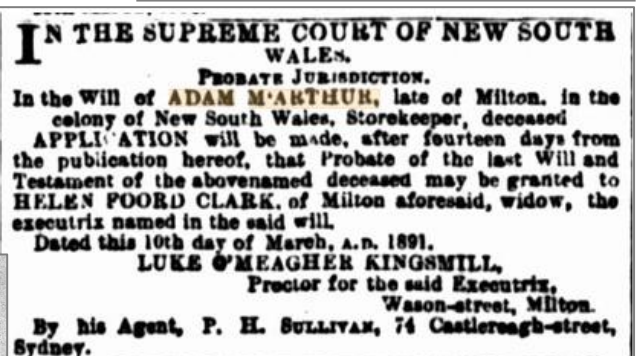 IN THE SUPREME COURT OF NEW SOUTH
WALES.
PROBATE JURISDICTION.
In the Will of ADAM M'ARTHUR, late of Milton, in the
colony of New South Wales, Storekeeper, deceased
APPLICATION will be made, after fourteen days from
the publication hereof, that Probate of the last Will and
Testament of the abovenamed deceased may be granted to
HELEN FOORD CLARK, of Milton aforesaid, widow, the
executrix named in the said will.
Dated this 10th day of March, A.D. 1891.
LUKE O'MEAGHER KINGSMILL,
Proctor for the said Executrix,
Wason-street, Milton.
By his Agent, P. H. SULLIVAN, 74 Castlereagh-street,
Sydney.